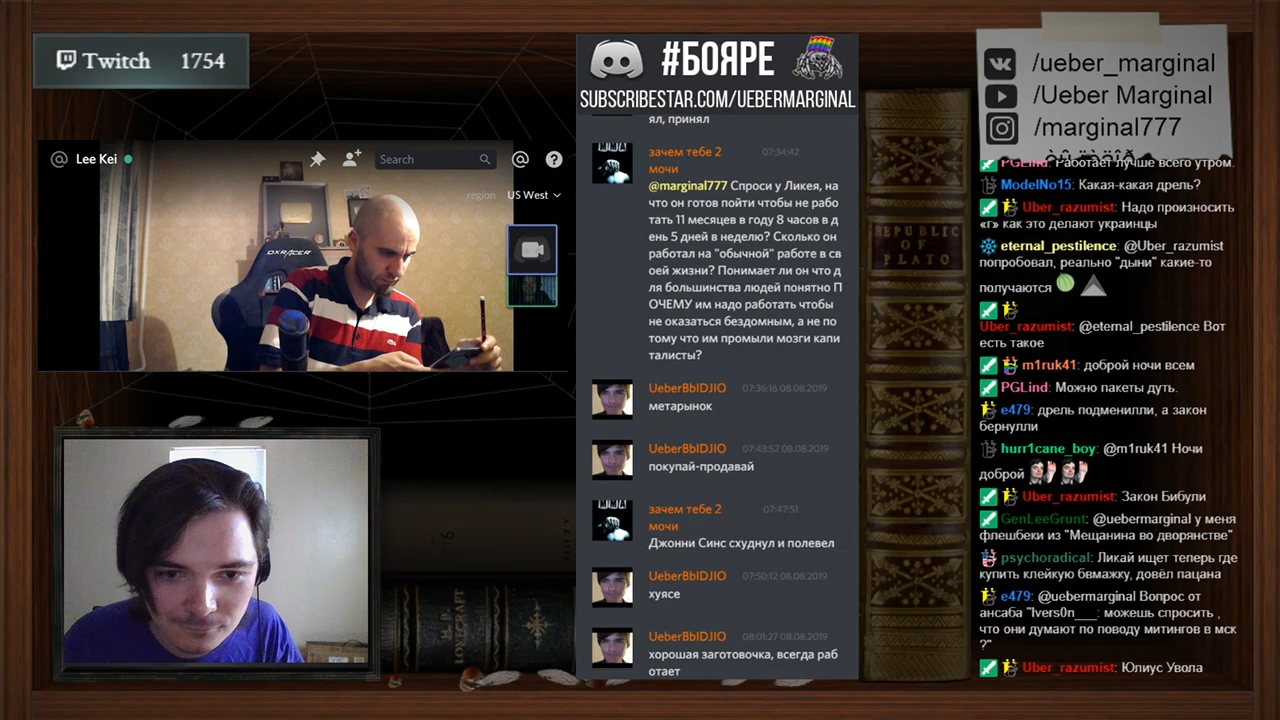 Twitch 1754
@ Lee Kei
Search
region US West
DXRACER
#БОЯРЕ
SUBSCRIBESTAR.COM/UEBERMARGINAL
ял, принял
зачем тебе 2 мочи 07:34:42
@marginal777 Спроси у Ликея, на
что он готов пойти чтобы не рабо
тать 11 месяцев в году 8 часов в д
ень 5 дней в неделю? Сколько он
работал на "обычной" работе в св
оей жизни? Понимает ли он что д
ля большинства людей понятно П
ОЧЕМУ им надо работать чтобы
не оказаться бездомным, а не по
тому что им промыли мозги капи
талисты?
UeberBbIDJIO 07:36:16 08.08.2019
метарынок
UeberBbIDJIO 07:43:52 08.08.2019
покупай-продавай
зачем тебе 2 мочи 07:47:51
Джонни Синс схуднул и полевел
UeberBbIDJIO 07:50:12 08.08.2019
хуясе
UeberBbIDJIO 08:01:27 08.08.2019
хорошая заготовочка, всегда раб
отает
REPUBLIC
OF
PLATO
LOVECRAFT
/ueber_marginal
/Ueber Marginal
/marginal777
PGLind: Работает лучше всего утром.
ModelNo15: Какая-какая дрель?
Uber_razumist: Надо произносить
«г» как это делают украинцы
eternal_pestilence: @Uber_razumist
попробовал, реально "дыни" какие-то
получаются
Uber_razumist: @eternal_pestilence Вот
есть такое
m1ruk41: доброй ночи всем
PGLind: Можно пакеты дуть.
e479: дрель подменилли, а закон
бернулли
hurr1cane_boy: @m1ruk41 Ночи
доброй
Uber_razumist: Закон Бибули
GenLeeGrunt: @uebermarginal у меня
флешбеки из "Мещанина во дворянстве"
psychoradical: Ликай ищет теперь где
купить клейкую бвмажку, довёл пацана
e479: @uebermarginal Вопрос от
ансаба "Ivers0n___: можешь спросить ,
что они думают по поводу митингов в мск
?"
Uber_razumist: Юлиус Увола